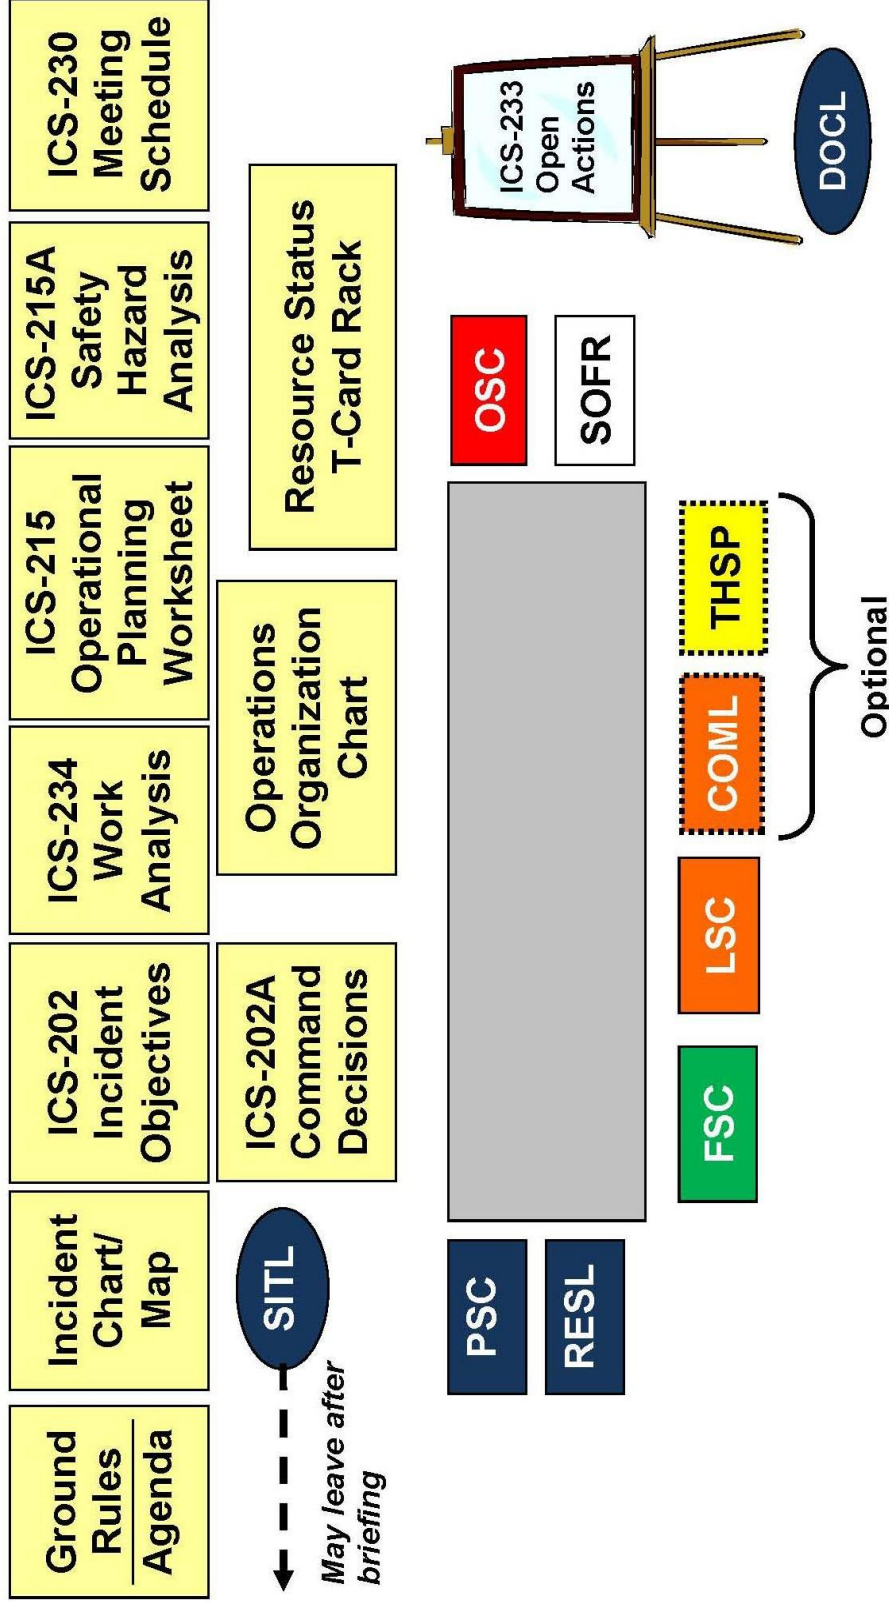 Ground
Rules
Agenda
Incident
Chart/
Map
ICS-202
Incident
Objectives
ICS-234
Work
Analysis
ICS-215
Operational
Planning
Worksheet
ICS-215A
Safety
Hazard
Analysis
ICS-230
Meeting
Schedule
SITL
May leave after
briefing
ICS-202A
Command
Decisions
Operations
Organization
Chart
Resource Status
T-Card Rack
ICS-233
Open
Actions
DOCL
PSC
RESL
OSC
SOFR
FSC
LSC
COML
THSP
Optional